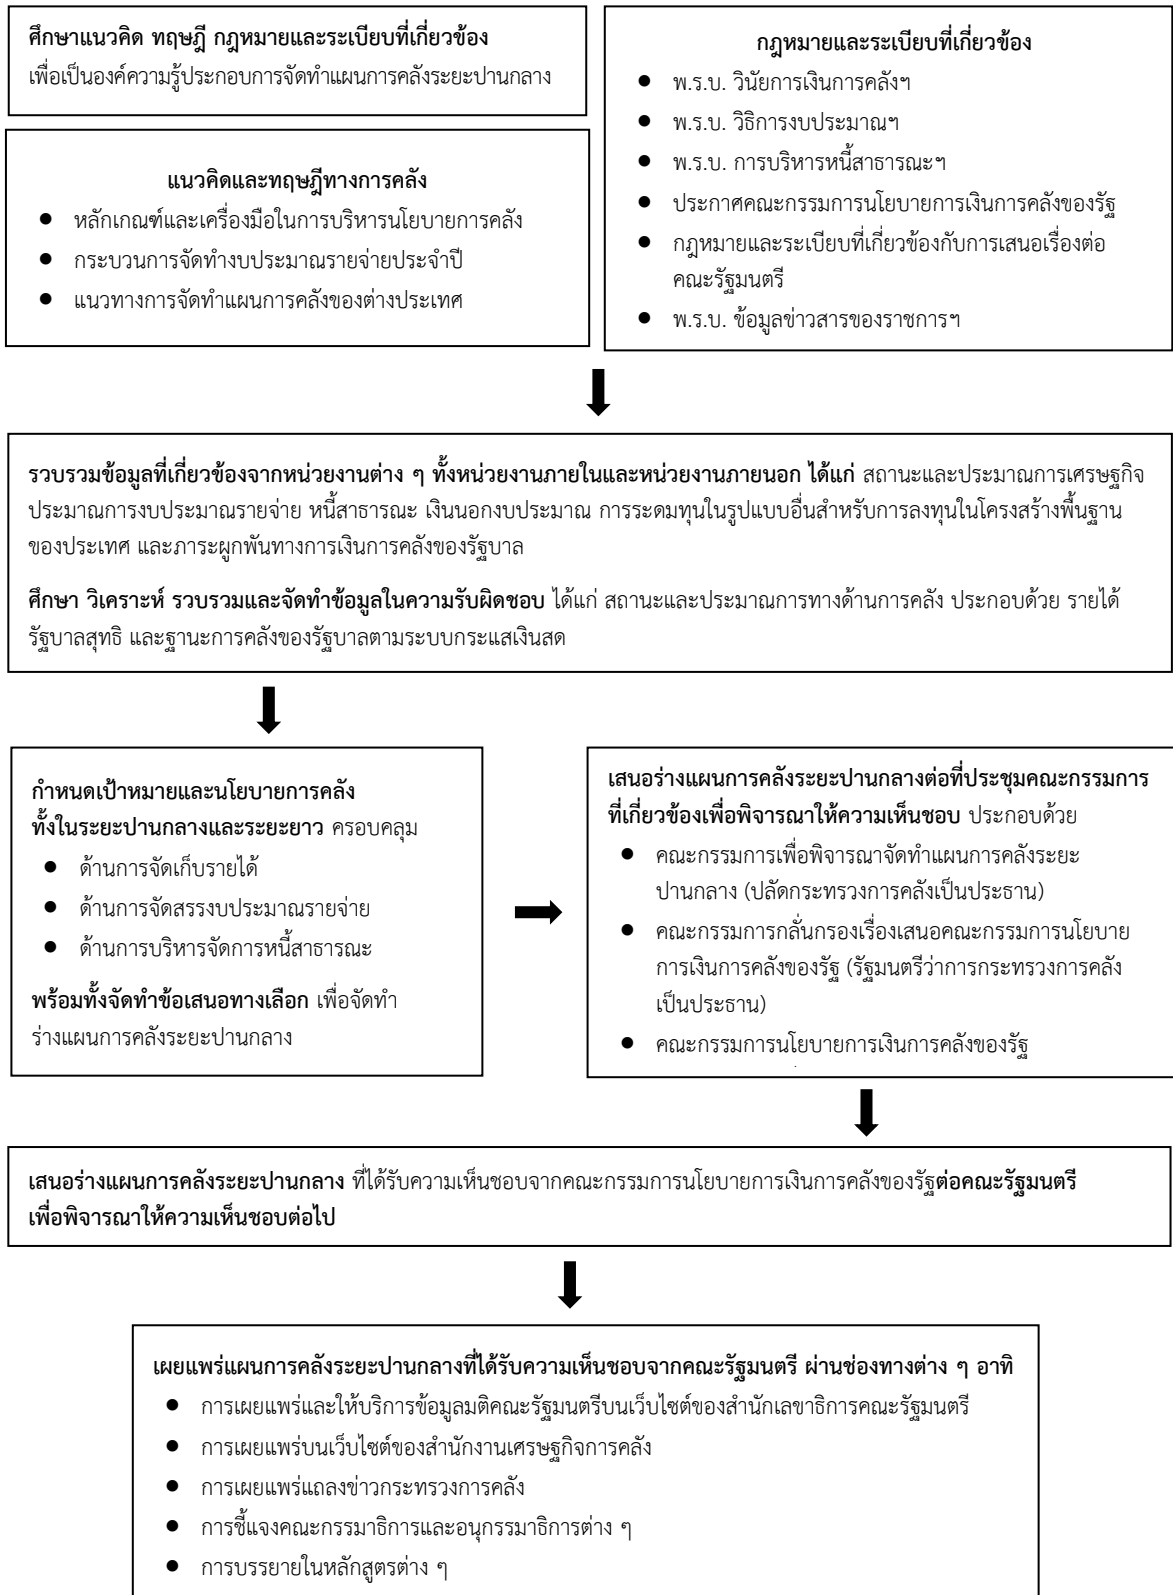 ศึกษาแนวคิด ทฤษฎี กฎหมายและระเบียบที่เกี่ยวข้อง
เพื่อเป็นองค์ความรู้ประกอบการจัดทำแผนการคลังระยะปานกลาง
แนวคิดและทฤษฎีทางการคลัง
● หลักเกณฑ์และเครื่องมือในการบริหารนโยบายการคลัง
● กระบวนการจัดทำงบประมาณรายจ่ายประจำปี
● แนวทางการจัดทำแผนการคลังของต่างประเทศ
กฎหมายและระเบียบที่เกี่ยวข้อง
● พ.ร.บ. วินัยการเงินการคลังฯ
● พ.ร.บ. วิธีการงบประมาณฯ
● พ.ร.บ. การบริหารหนี้สาธารณะฯ
● ประกาศคณะกรรมการนโยบายการเงินการคลังของรัฐ
● กฎหมายและระเบียบที่เกี่ยวข้องกับการเสนอเรื่องต่อ
คณะรัฐมนตรี
● พ.ร.บ. ข้อมูลข่าวสารของราชการฯ
รวบรวมข้อมูลที่เกี่ยวข้องจากหน่วยงานต่าง ๆ ทั้งหน่วยงานภายในและหน่วยงานภายนอก ได้แก่ สถานะและประมาณการเศรษฐกิจ
ประมาณการงบประมาณรายจ่าย หนี้สาธารณะ เงินนอกงบประมาณ การระดมทุนในรูปแบบอื่นสำหรับการลงทุนในโครงสร้างพื้นฐาน
ของประเทศ และภาระผูกพันทางการเงินการคลังของรัฐบาล
ศึกษา วิเคราะห์ รวบรวมและจัดทำข้อมูลในความรับผิดชอบ ได้แก่ สถานะและประมาณการทางด้านการคลัง ประกอบด้วย รายได้
รัฐบาลสุทธิ และฐานะการคลังของรัฐบาลตามระบบกระแสเงินสด
กำหนดเป้าหมายและนโยบายการคลัง
ทั้งในระยะปานกลางและระยะยาว ครอบคลุม
● ด้านการจัดเก็บรายได้
● ด้านการจัดสรรงบประมาณรายจ่าย
● ด้านการบริหารจัดการหนี้สาธารณะ
พร้อมทั้งจัดทำข้อเสนอทางเลือก เพื่อจัดทำ
ร่างแผนการคลังระยะปานกลาง
เสนอร่างแผนการคลังระยะปานกลางต่อที่ประชุมคณะกรรมการ
ที่เกี่ยวข้องเพื่อพิจารณาให้ความเห็นชอบ ประกอบด้วย
● คณะกรรมการเพื่อพิจารณาจัดทำแผนการคลังระยะ
ปานกลาง (ปลัดกระทรวงการคลังเป็นประธาน)
● คณะกรรมการกลั่นกรองเรื่องเสนอคณะกรรมการนโยบาย
การเงินการคลังของรัฐ (รัฐมนตรีว่าการกระทรวงการคลัง
เป็นประธาน)
● คณะกรรมการนโยบายการเงินการคลังของรัฐ
เสนอร่างแผนการคลังระยะปานกลาง ที่ได้รับความเห็นชอบจากคณะกรรมการนโยบายการเงินการคลังของรัฐต่อคณะรัฐมนตรี
เพื่อพิจารณาให้ความเห็นชอบต่อไป
เผยแพร่แผนการคลังระยะปานกลางที่ได้รับความเห็นชอบจากคณะรัฐมนตรี ผ่านช่องทางต่าง ๆ อาทิ
● การเผยแพร่และให้บริการข้อมูลมติคณะรัฐมนตรีบนเว็บไซต์ของสำนักเลขาธิการคณะรัฐมนตรี
● การเผยแพร่บนเว็บไซต์ของสำนักงานเศรษฐกิจการคลัง
● การเผยแพร่แถลงข่าวกระทรวงการคลัง
● การชี้แจงคณะกรรมาธิการและอนุกรรมาธิการต่าง ๆ
● การบรรยายในหลักสูตรต่าง ๆ